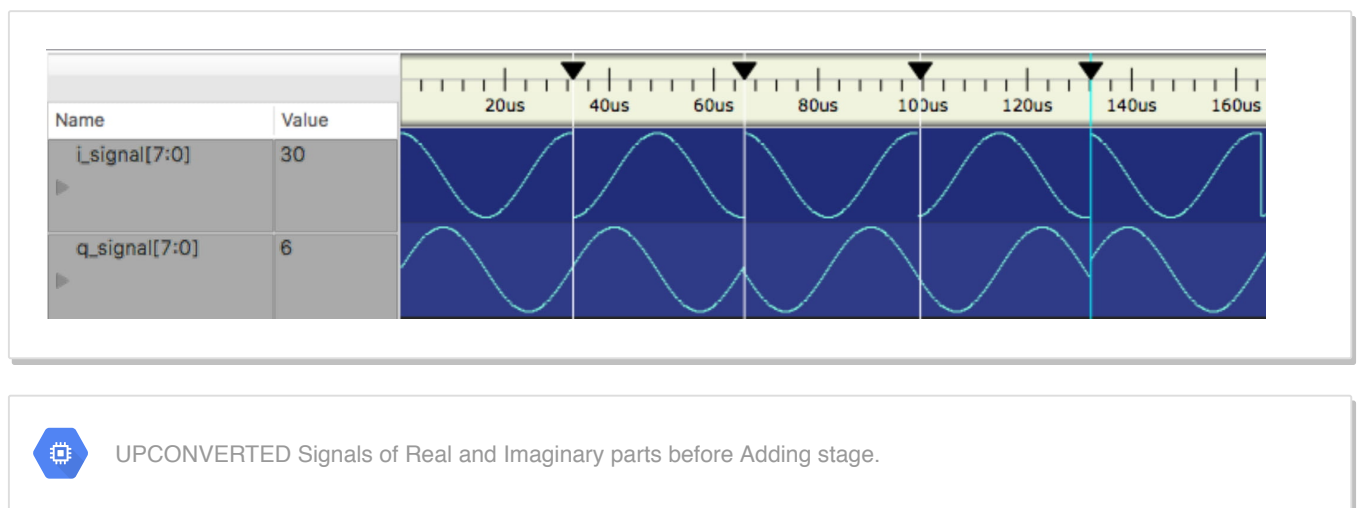 20us 40us 60us 80us 100us 120us 140us 160us
Name Value
i_signal[7:0] 30
q_signal[7:0] 6
UPCONVERTED Signals of Real and Imaginary parts before Adding stage.